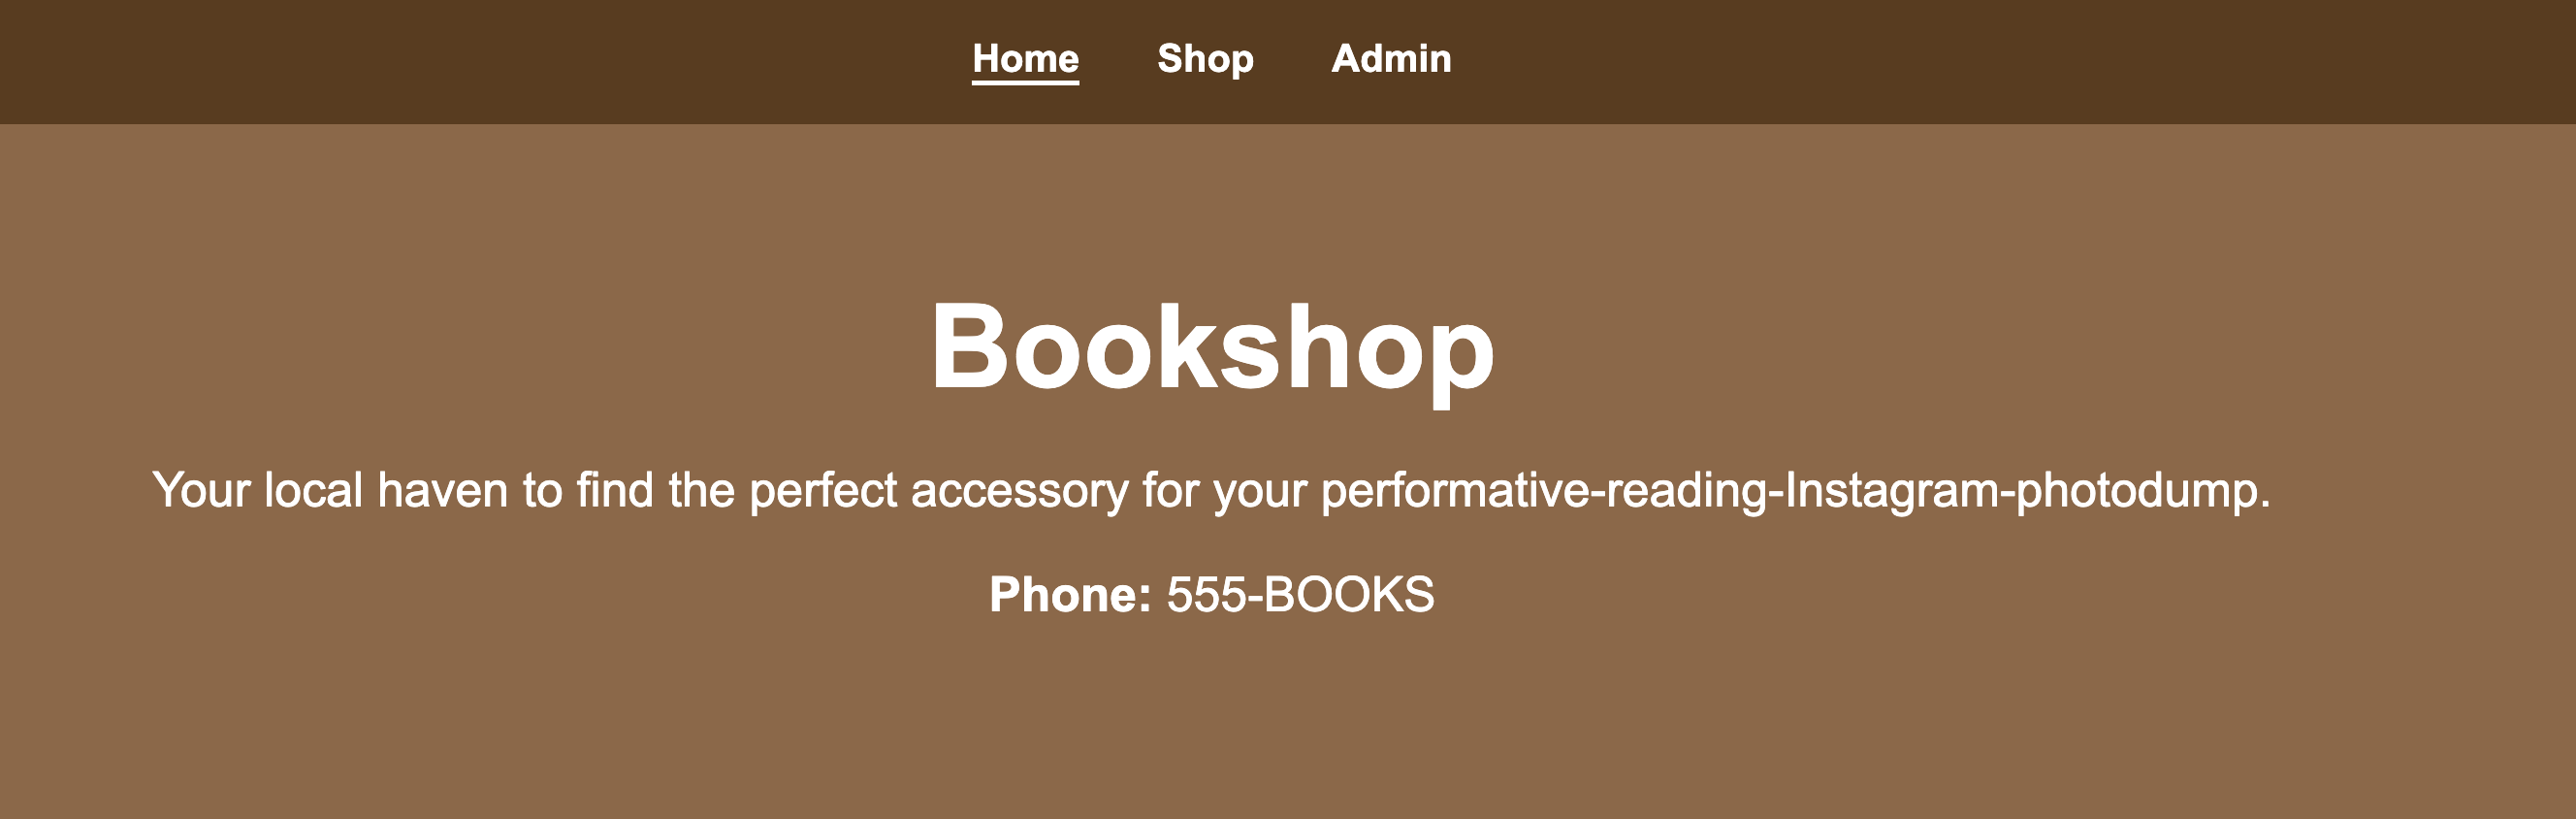 Home Shop Admin
Bookshop
Your local haven to find the perfect accessory for your performative-reading-Instagram-photodump.
Phone: 555-BOOKS